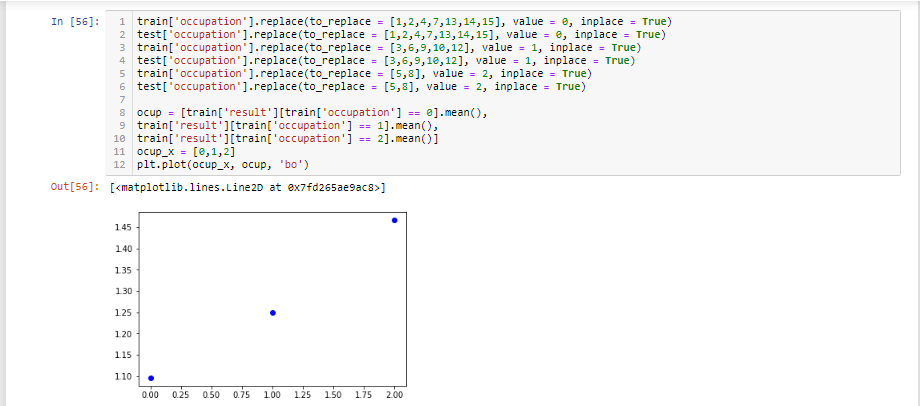 In [56]:
1 train['occupation'].replace(to_replace = [1,2,4,7,13,14,15], value = 0, inplace = True)
2 test['occupation'].replace(to_replace = [1,2,4,7,13,14,15], value = 0, inplace = True)
3 train['occupation'].replace(to_replace = [3,6,9,10,12], value = 1, inplace = True)
4 test['occupation'].replace(to_replace = [3,6,9,10,12], value = 1, inplace = True)
5 train['occupation'].replace(to_replace = [5,8], value = 2, inplace = True)
6 test['occupation'].replace(to_replace = [5,8], value = 2, inplace = True)
7
8 ocup = [train['result'][train['occupation'] == 0].mean(),
9 train['result'][train['occupation'] == 1].mean(),
10 train['result'][train['occupation'] == 2].mean()]
11 ocup_x = [0,1,2]
12 plt.plot(ocup_x, ocup, 'bo')
Out[56]: [<matplotlib.lines.Line2D at 0x7fd265ae9ac8>]
1.45
1.40
1.35
1.30
1.25
1.20
1.15
1.10
0.00 0.25 0.50 0.75 1.00 1.25 1.50 1.75 2.00